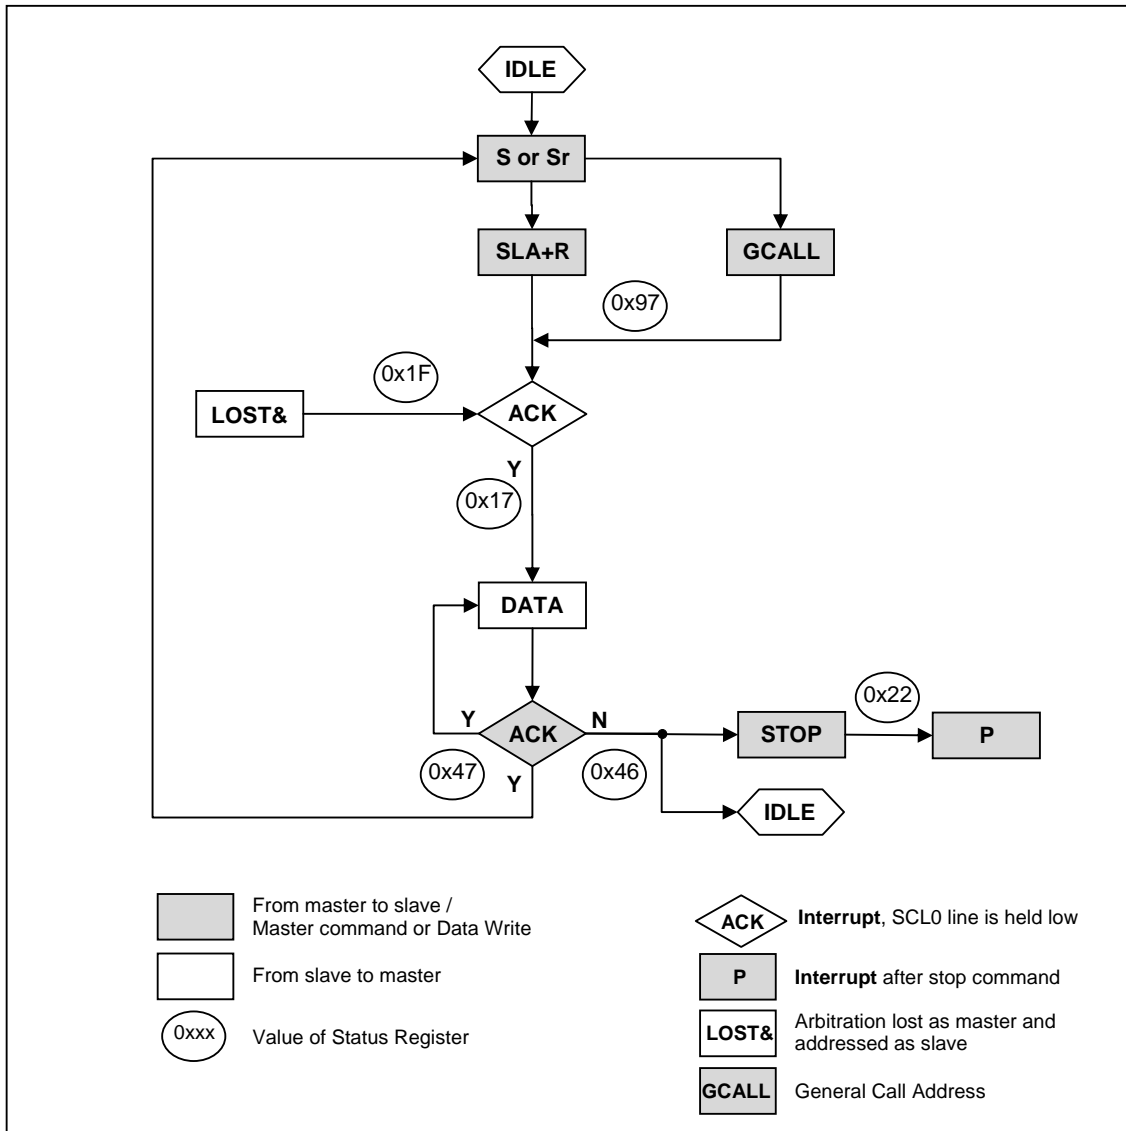 IDLE
S or Sr
SLA+R
GCALL
0x97
0x1F
LOST&
ACK
Y
0x17
DATA
0x22
Y
ACK
N
STOP
P
0x47
Y
0x46
IDLE
From master to slave /
Master command or Data Write
From slave to master
0xxx
Value of Status Register
ACK
Interrupt, SCL0 line is held low
P
Interrupt after stop command
LOST&
Arbitration lost as master and
addressed as slave
GCALL
General Call Address